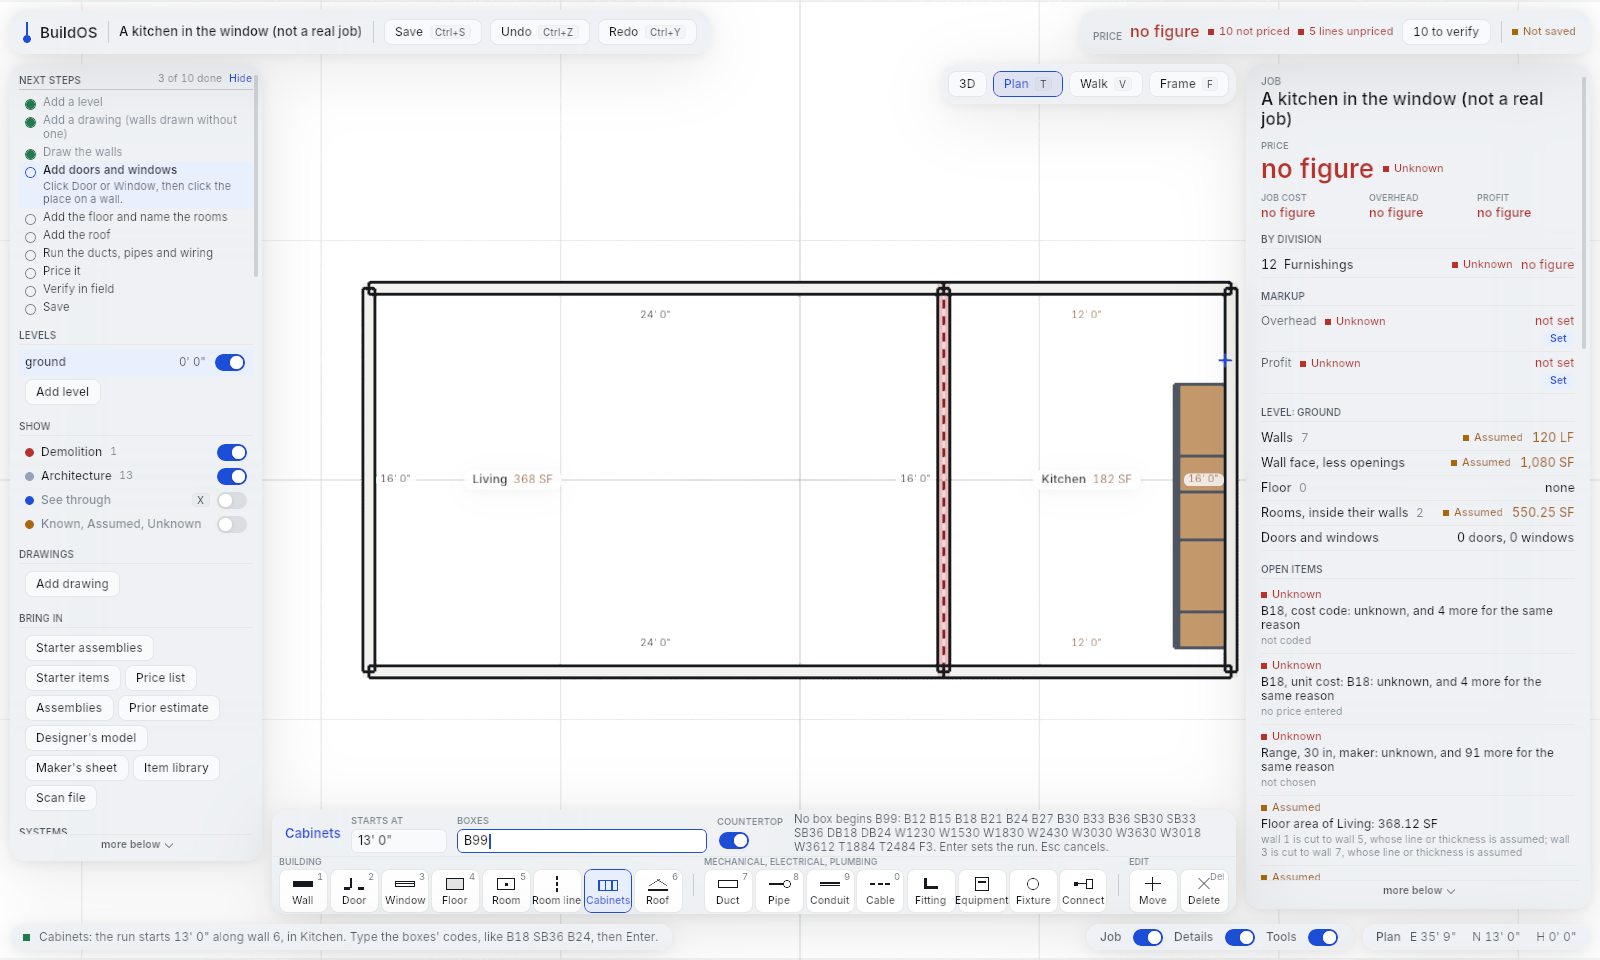 BuildOS
A kitchen in the window (not a real job)
Save Ctrl+S
Undo Ctrl+Z
Redo Ctrl+Y
PRICE no figure 10 not priced 5 lines unpriced 10 to verify Not saved
3D
Plan T
Walk V
Frame F
NEXT STEPS 3 of 10 done Hide
Add a level
Add a drawing (walls drawn without
one)
Draw the walls
Add doors and windows
Click Door or Window, then click the
place on a wall.
Add the floor and name the rooms
Add the roof
Run the ducts, pipes and wiring
Price it
Verify in field
Save
LEVELS
ground 0' 0"
Add level
SHOW
Demolition 1
Architecture 13
See through X
Known, Assumed, Unknown
DRAWINGS
Add drawing
BRING IN
Starter assemblies
Starter items Price list
Assemblies Prior estimate
Designer's model
Maker's sheet Item library
Scan file
SYSTEMS
more below
24' 0" 12' 0"
16' 0" Living 368 SF 16' 0" Kitchen 182 SF 16' 0"
24' 0" 12' 0"
JOB
A kitchen in the window (not a real
job)
PRICE
no figure Unknown
JOB COST OVERHEAD PROFIT
no figure no figure no figure
BY DIVISION
12 Furnishings Unknown no figure
MARKUP
Overhead Unknown not set
Set
Profit Unknown not set
Set
LEVEL: GROUND
Walls 7 Assumed 120 LF
Wall face, less openings Assumed 1,080 SF
Floor 0 none
Rooms, inside their walls 2 Assumed 550.25 SF
Doors and windows 0 doors, 0 windows
OPEN ITEMS
Unknown
B18, cost code: unknown, and 4 more for the same
reason
not coded
Unknown
B18, unit cost: B18: unknown, and 4 more for the
same reason
no price entered
Unknown
Range, 30 in, maker: unknown, and 91 more for the
same reason
not chosen
Assumed
Floor area of Living: 368.12 SF
wall 1 is cut to wall 5, whose line or thickness is assumed; wall
3 is cut to wall 7, whose line or thickness is assumed
Assumed
more below
Cabinets
STARTS AT
13' 0"
BOXES
B99
COUNTERTOP
No box begins B99: B12 B15 B18 B21 B24 B27 B30 B33 B36 SB30 SB33
SB36 DB18 DB24 W1230 W1530 W1830 W2430 W3030 W3630 W3018
W3612 T1884 T2484 F3. Enter sets the run. Esc cancels.
BUILDING
Wall 1
Door 2
Window 3
Floor 4
Room 5
Room line
Cabinets
Roof 6
MECHANICAL, ELECTRICAL, PLUMBING
Duct 7
Pipe 8
Conduit 9
Cable 0
Fitting
Equipment
Fixture
Connect
EDIT
Move
Delete Del
Cabinets: the run starts 13' 0" along wall 6, in Kitchen. Type the boxes' codes, like B18 SB36 B24, then Enter.
Job Details Tools
Plan E 35' 9" N 13' 0" H 0' 0"